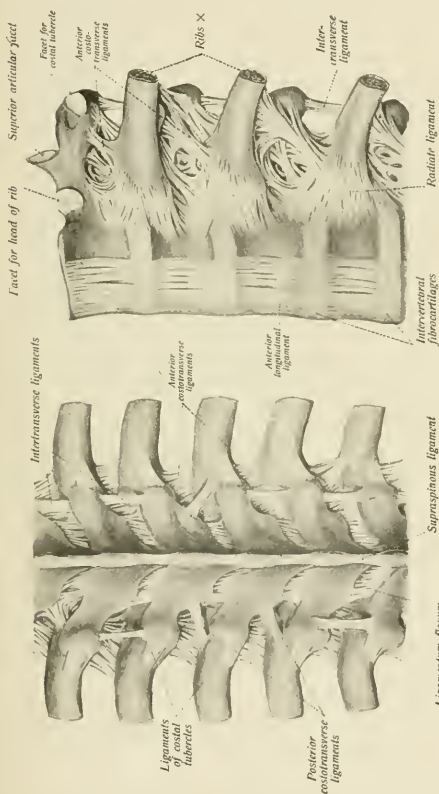 Superior articular facet
Facet for
costal tubercle
Anterior
costo-
transverse
ligaments
Ribs X
Inter-
transverse
ligament
Facet for head of rib
Radiate ligament
Anterior
longitudinal
ligament
Intervertebral
fibrocartilages
Intertransverse ligaments
Anterior
costotransverse
ligaments
Supraspinous ligament
Ligaments
of costal
tubercles
Posterior
costotransverse
ligaments